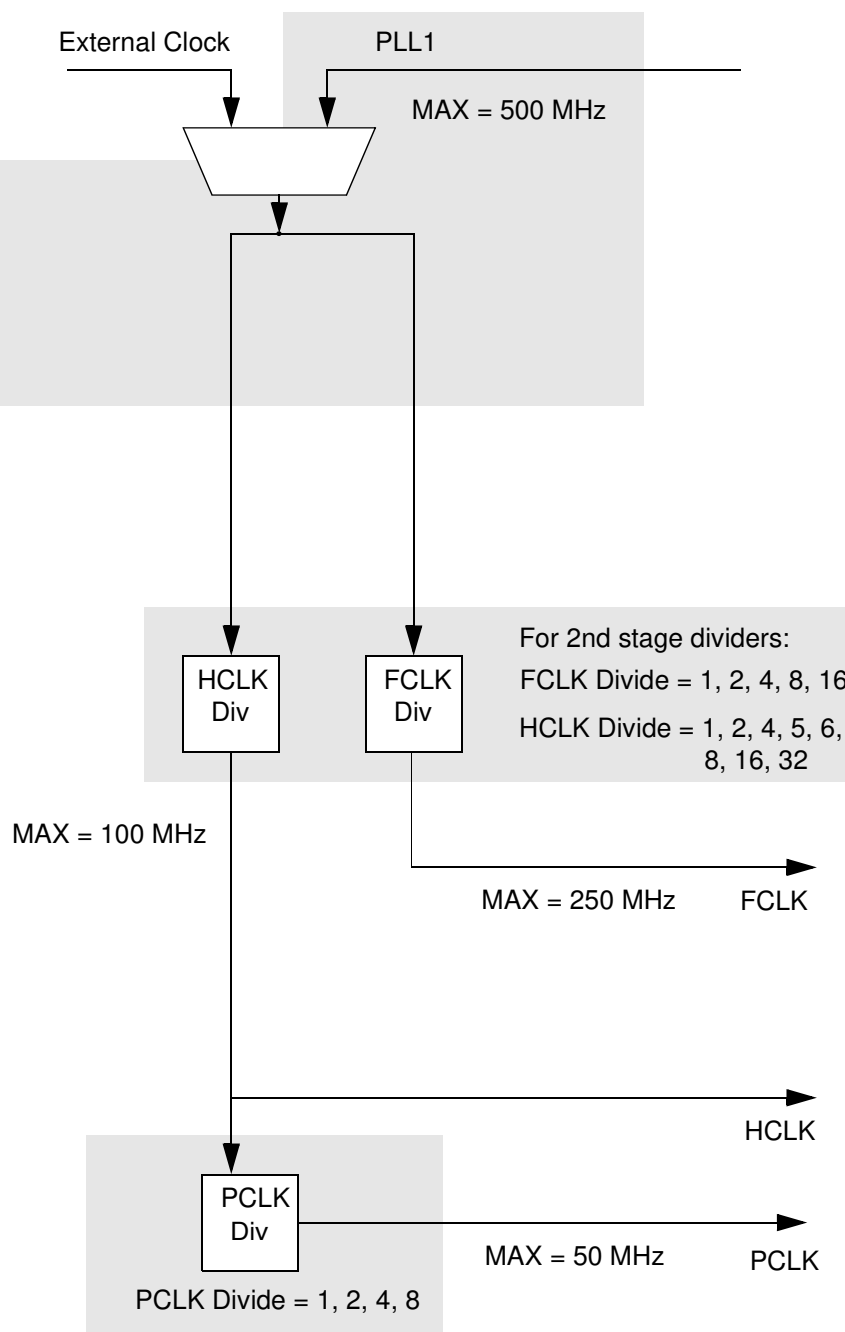 External Clock
PLL1
MAX = 500 MHz
HCLK
Div
FCLK
Div
For 2nd stage dividers:
FCLK Divide = 1, 2, 4, 8, 16
HCLK Divide = 1, 2, 4, 5, 6,
8, 16, 32
MAX = 100 MHz
MAX = 250 MHz
FCLK
HCLK
PCLK
Div
MAX = 50 MHz
PCLK
PCLK Divide = 1, 2, 4, 8